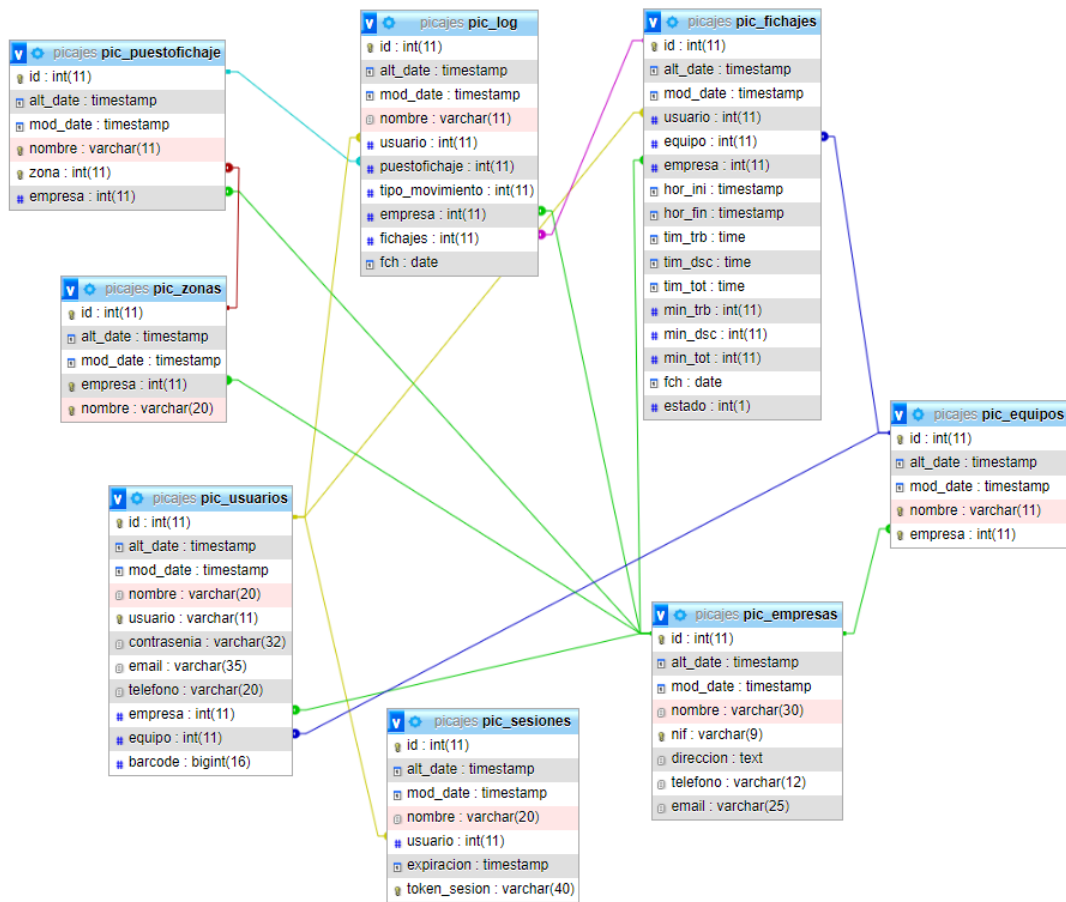 picajes pic_puestofichaje
id : int(11)
alt_date : timestamp
mod_date : timestamp
nombre : varchar(11)
zona : int(11)
empresa : int(11)
picajes pic_log
id : int(11)
alt_date : timestamp
mod_date : timestamp
nombre : varchar(11)
usuario : int(11)
puestofichaje : int(11)
tipo_movimiento : int(11)
empresa : int(11)
fichajes : int(11)
fch : date
picajes pic_fichajes
id : int(11)
alt_date : timestamp
mod_date : timestamp
usuario : int(11)
equipo : int(11)
empresa : int(11)
hor_ini : timestamp
hor_fin : timestamp
tim_trb : time
tim_dsc : time
tim_tot : time
min_trb : int(11)
min_dsc : int(11)
min_tot : int(11)
fch : date
estado : int(1)
picajes pic_zonas
id : int(11)
alt_date : timestamp
mod_date : timestamp
empresa : int(11)
nombre : varchar(20)
picajes pic_equipos
id : int(11)
alt_date : timestamp
mod_date : timestamp
nombre : varchar(11)
empresa : int(11)
picajes pic_usuarios
id : int(11)
alt_date : timestamp
mod_date : timestamp
nombre : varchar(20)
usuario : varchar(11)
contrasenia : varchar(32)
email : varchar(35)
telefono : varchar(20)
empresa : int(11)
equipo : int(11)
barcode : bigint(16)
picajes pic_empresas
id : int(11)
alt_date : timestamp
mod_date : timestamp
nombre : varchar(30)
nif : varchar(9)
direccion : text
telefono : varchar(12)
email : varchar(25)
picajes pic_sesiones
id : int(11)
alt_date : timestamp
mod_date : timestamp
nombre : varchar(20)
usuario : int(11)
expiracion : timestamp
token_sesion : varchar(40)